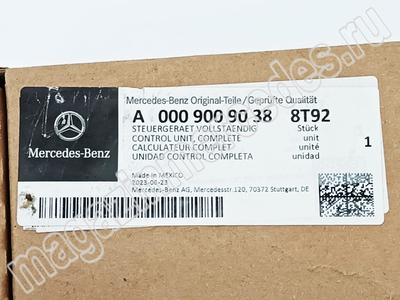 Mercedes-Benz Original-Teile/Geprüfte Qualität
A 000 900 90 38 8T92
STEUERGERAET VOLLSTAENDIG Stück
CONTROL UNIT, COMPLETE unit
CALCULATEUR COMPLET unité
UNIDAD CONTROL COMPLETA unidad
1
Mercedes-Benz
Made in MEXICO
2023-06-23
Mercedes-Benz AG, Mercedesstr.120, 70372 Stuttgart, DE
magazinmercedes.ru